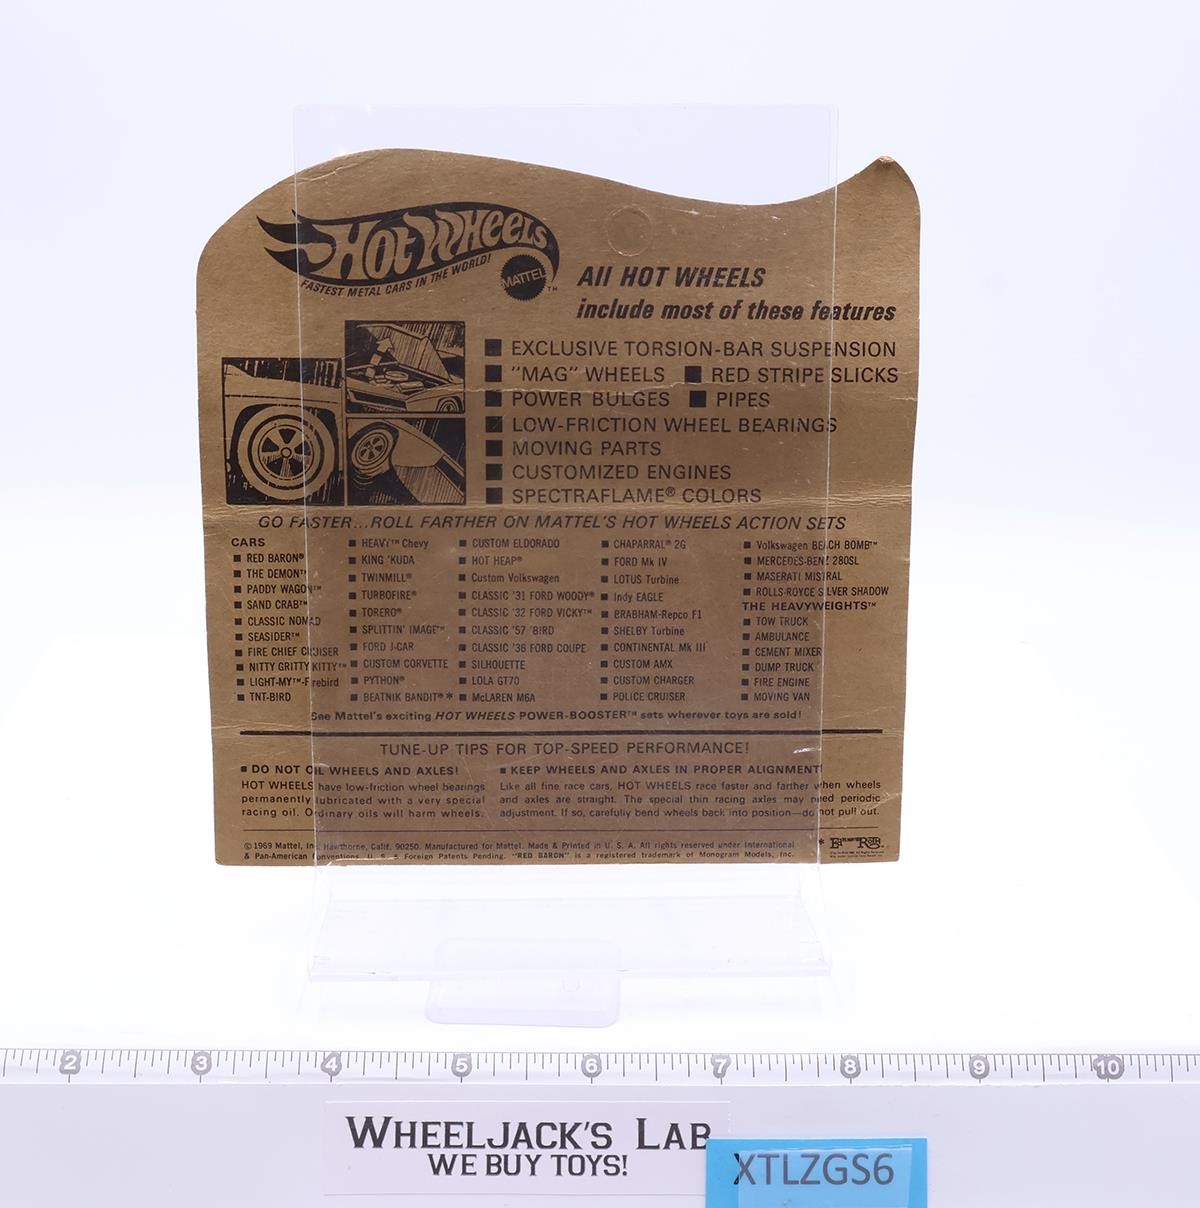 HOT WHEELS
FASTEST METAL CARS IN THE WORLD!
MATTEL ™
All HOT WHEELS
include most of these features
■ EXCLUSIVE TORSION-BAR SUSPENSION
■ "MAG" WHEELS ■ RED STRIPE SLICKS
■ POWER BULGES ■ PIPES
■ LOW-FRICTION WHEEL BEARINGS
■ MOVING PARTS
■ CUSTOMIZED ENGINES
■ SPECTRAFLAME® COLORS
GO FASTER...ROLL FARTHER ON MATTEL'S HOT WHEELS ACTION SETS
CARS
■ RED BARON®
■ THE DEMON™
■ PADDY WAGON™
■ SAND CRAB™
■ CLASSIC NOMAD
■ SEASIDER™
■ FIRE CHIEF CRUISER
■ NITTY GRITTY KITTY™
■ LIGHT-MY™-Firebird
■ TNT-BIRD
■ HEAVY™ Chevy
■ KING 'KUDA
■ TWINMILL®
■ TURBOFIRE®
■ TORERO®
■ SPLITTIN' IMAGE™
■ FORD J-CAR
■ CUSTOM CORVETTE
■ PYTHON®
■ BEATNIK BANDIT® *
■ CUSTOM ELDORADO
■ HOT HEAP®
■ Custom Volkswagen
■ CLASSIC '31 FORD WOODY®
■ CLASSIC '32 FORD VICKY™
■ CLASSIC '57 'BIRD
■ CLASSIC '36 FORD COUPE
■ SILHOUETTE
■ LOLA GT70
■ McLAREN M6A
■ CHAPARRAL® 2G
■ FORD Mk IV
■ LOTUS Turbine
■ Indy EAGLE
■ BRABHAM-Repco F1
■ SHELBY Turbine
■ CONTINENTAL Mk III
■ CUSTOM AMX
■ CUSTOM CHARGER
■ POLICE CRUISER
■ Volkswagen BEACH BOMB™
■ MERCEDES-BENZ 280SL
■ MASERATI MISTRAL
■ ROLLS-ROYCE SILVER SHADOW
THE HEAVYWEIGHTS™
■ TOW TRUCK
■ AMBULANCE
■ CEMENT MIXER
■ DUMP TRUCK
■ FIRE ENGINE
■ MOVING VAN
See Mattel's exciting HOT WHEELS POWER-BOOSTER™ sets wherever toys are sold!
TUNE-UP TIPS FOR TOP-SPEED PERFORMANCE!
■ DO NOT OIL WHEELS AND AXLES!
HOT WHEELS have low-friction wheel bearings
permanently lubricated with a very special
racing oil. Ordinary oils will harm wheels.
■ KEEP WHEELS AND AXLES IN PROPER ALIGNMENT!
Like all fine race cars, HOT WHEELS race faster and farther when wheels
and axles are straight. The special thin racing axles may need periodic
adjustment. If so, carefully bend wheels back into position—do not pull out.
© 1969 Mattel, Inc. Hawthorne, Calif. 90250. Manufactured for Mattel. Made & Printed in U. S. A. All rights reserved under International
& Pan-American Conventions. U. S. & Foreign Patents Pending. "RED BARON" is a registered trademark of Monogram Models, Inc.
* Ed "Big Daddy" Roth
2 3 4 5 6 7 8 9 10
WHEELJACK'S LAB
WE BUY TOYS!
XTLZGS6